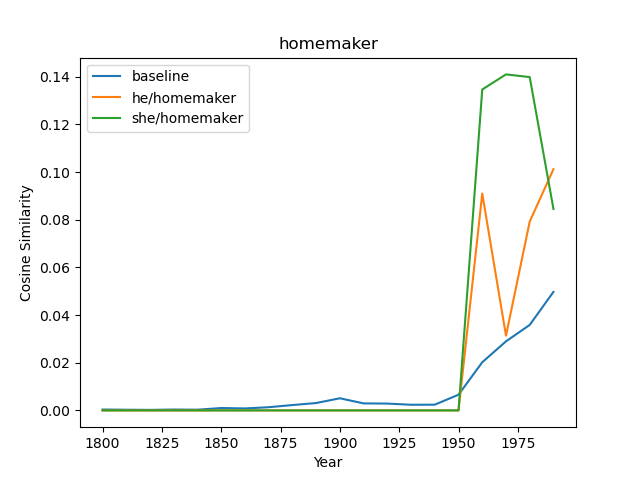 homemaker
baseline
he/homemaker
she/homemaker
0.14
0.12
0.10
0.08
0.06
0.04
0.02
0.00
Cosine Similarity
1800 1825 1850 1875 1900 1925 1950 1975
Year